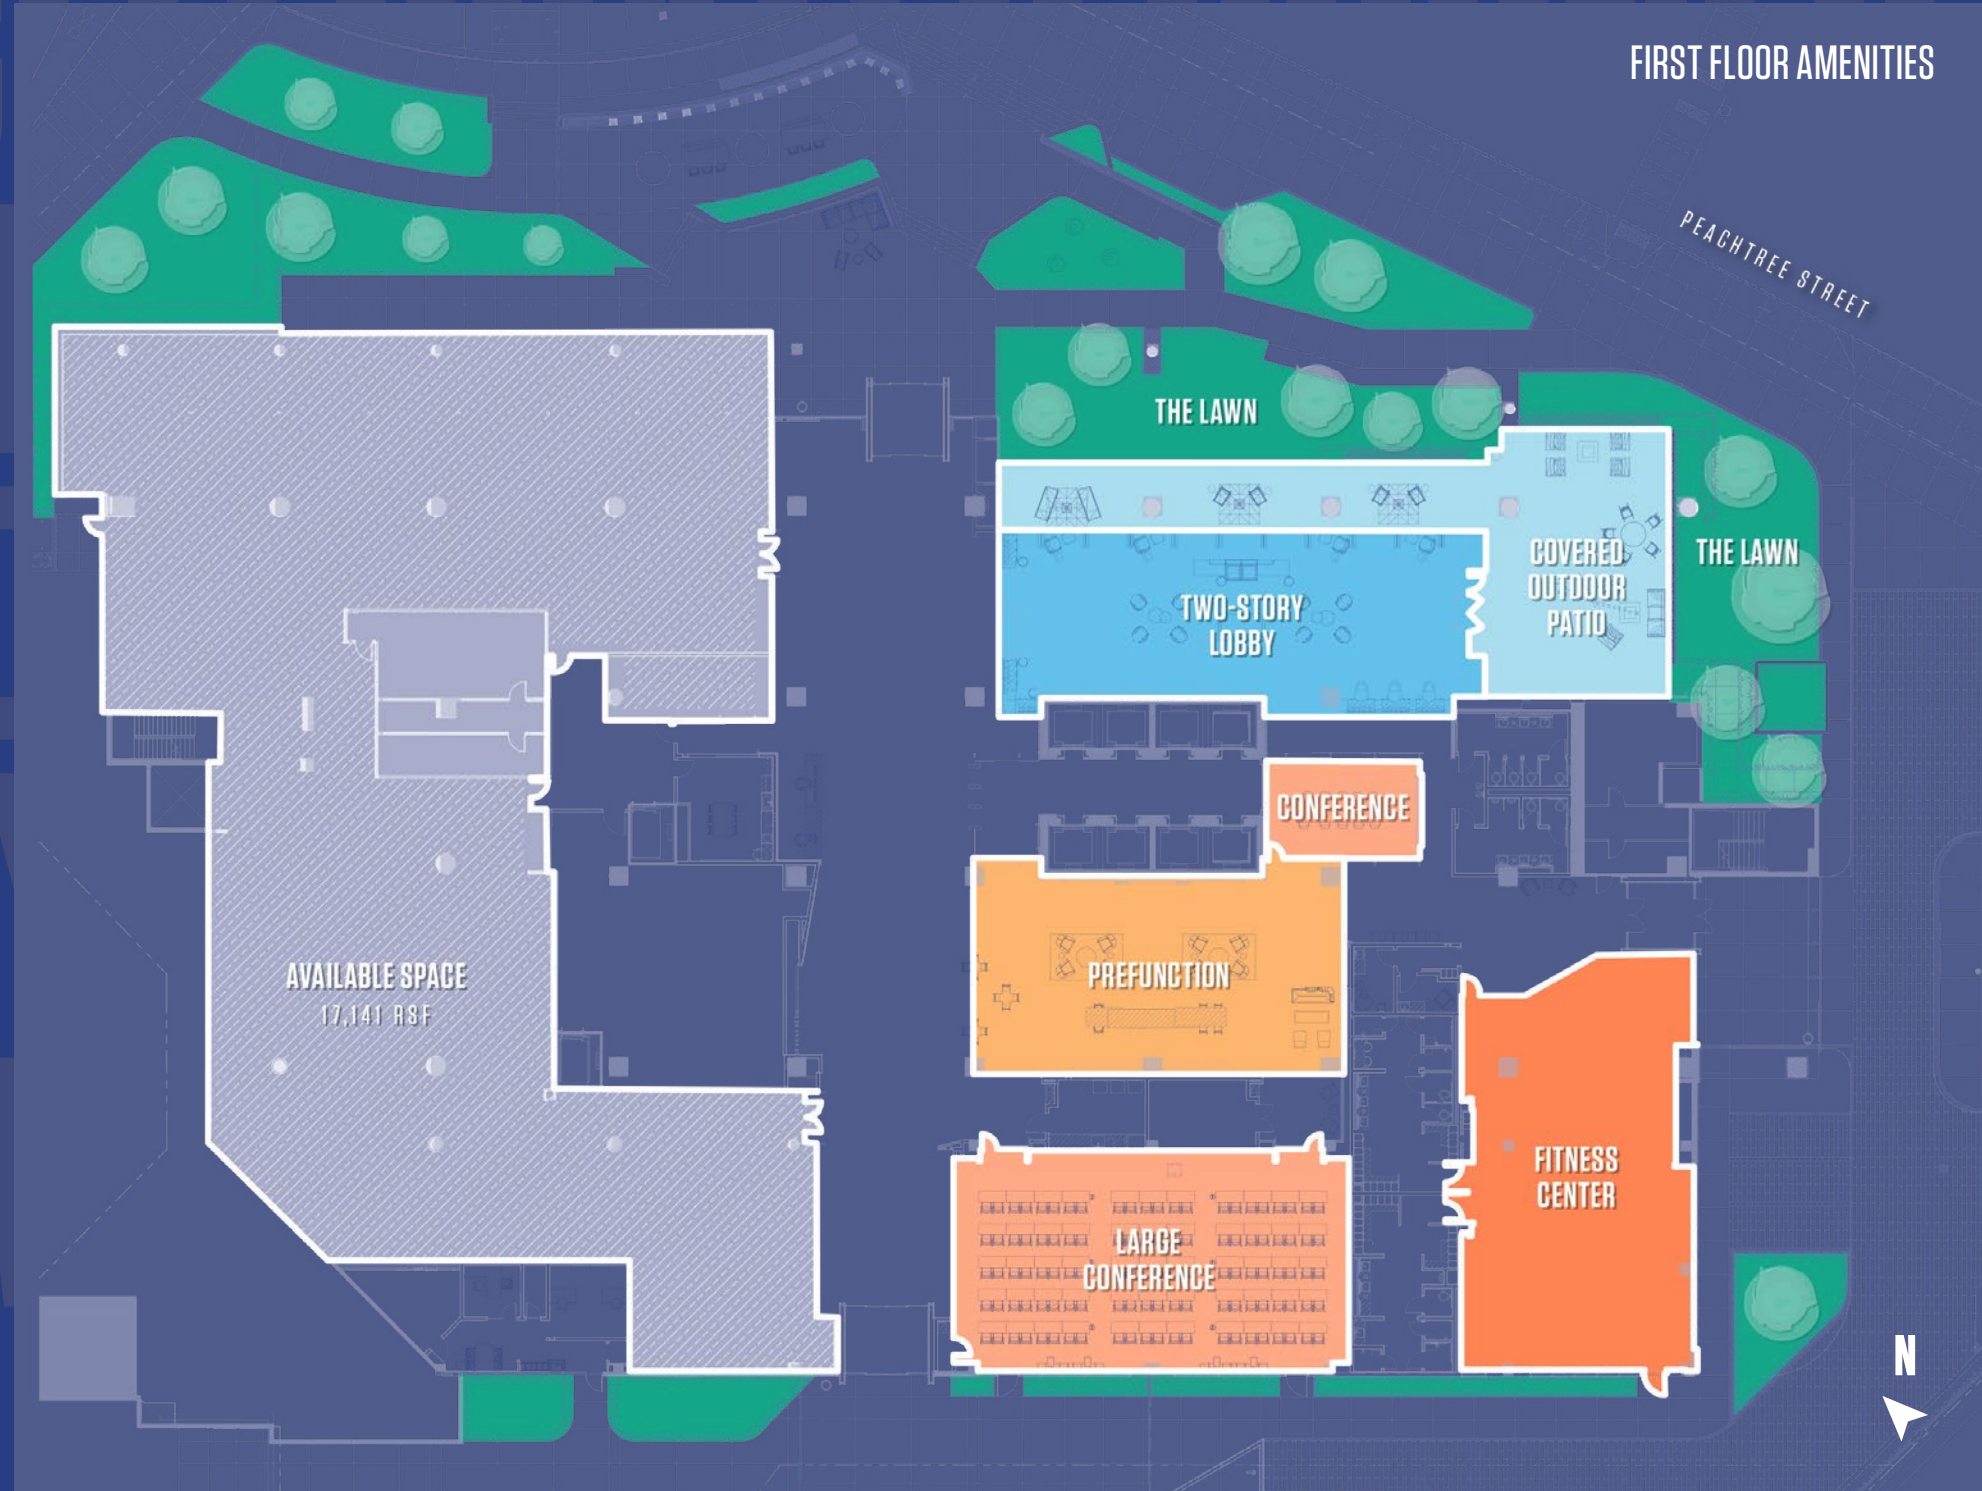 FIRST FLOOR AMENITIES
PEACHTREE STREET
THE LAWN
COVERED
OUTDOOR
PATIO
THE LAWN
TWO-STORY
LOBBY
CONFERENCE
PREFUNCTION
AVAILABLE SPACE
17,141 RSF
FITNESS
CENTER
LARGE
CONFERENCE
N